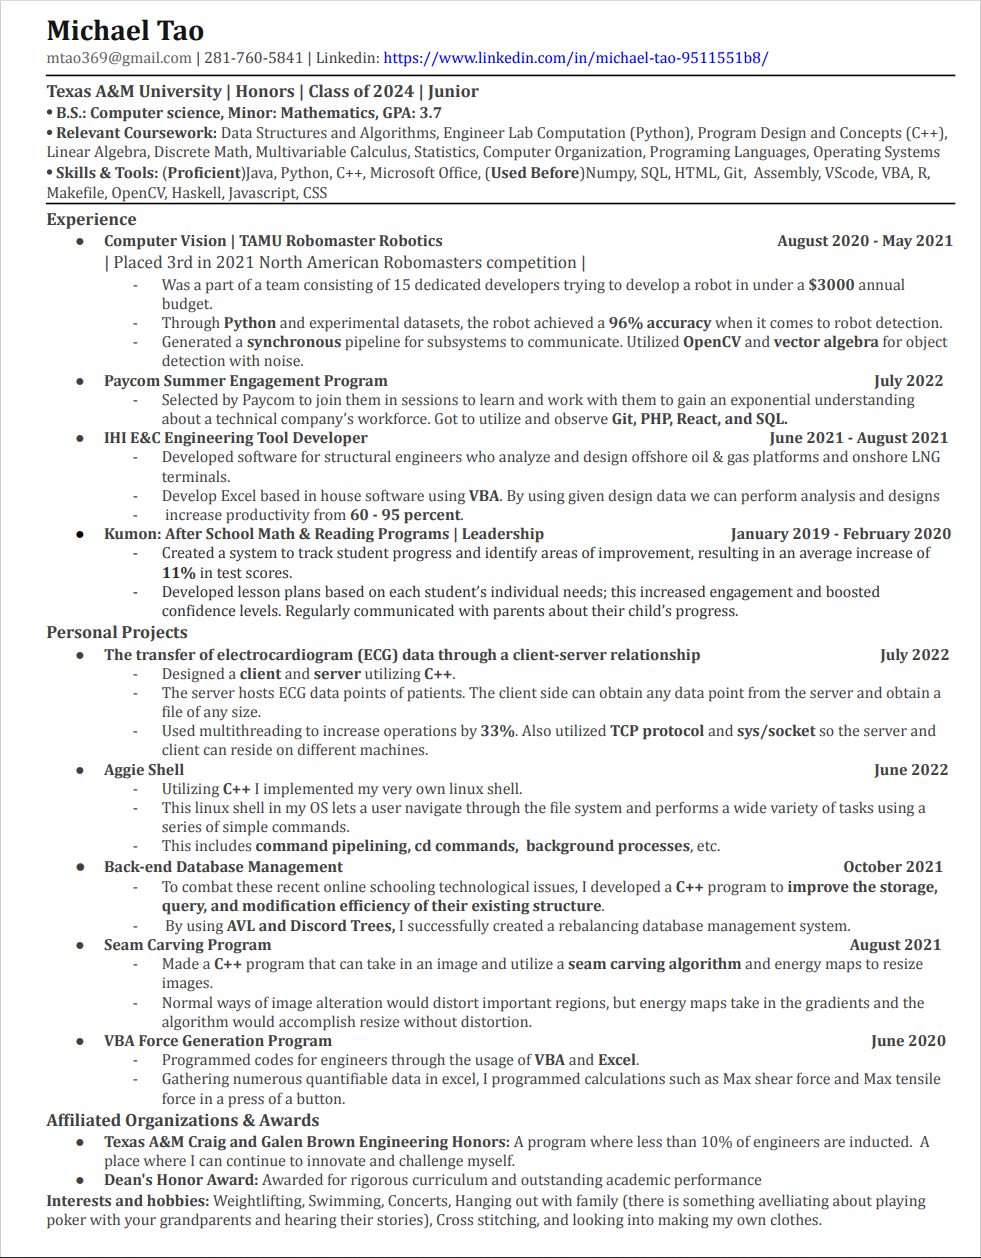 Michael Tao
mtao369@gmail.com | 281-760-5841 | Linkedin: https://www.linkedin.com/in/michael-tao-9511551b8/
Texas A&M University | Honors | Class of 2024 | Junior
• B.S.: Computer science, Minor: Mathematics, GPA: 3.7
• Relevant Coursework: Data Structures and Algorithms, Engineer Lab Computation (Python), Program Design and Concepts (C++),
Linear Algebra, Discrete Math, Multivariable Calculus, Statistics, Computer Organization, Programing Languages, Operating Systems
• Skills & Tools: (Proficient)Java, Python, C++, Microsoft Office, (Used Before)Numpy, SQL, HTML, Git, Assembly, VScode, VBA, R,
Makefile, OpenCV, Haskell, Javascript, CSS
Experience
● Computer Vision | TAMU Robomaster Robotics August 2020 - May 2021
| Placed 3rd in 2021 North American Robomasters competition |
- Was a part of a team consisting of 15 dedicated developers trying to develop a robot in under a $3000 annual
budget.
- Through Python and experimental datasets, the robot achieved a 96% accuracy when it comes to robot detection.
- Generated a synchronous pipeline for subsystems to communicate. Utilized OpenCV and vector algebra for object
detection with noise.
● Paycom Summer Engagement Program July 2022
- Selected by Paycom to join them in sessions to learn and work with them to gain an exponential understanding
about a technical company's workforce. Got to utilize and observe Git, PHP, React, and SQL.
● IHI E&C Engineering Tool Developer June 2021 - August 2021
- Developed software for structural engineers who analyze and design offshore oil & gas platforms and onshore LNG
terminals.
- Develop Excel based in house software using VBA. By using given design data we can perform analysis and designs
- increase productivity from 60 - 95 percent.
● Kumon: After School Math & Reading Programs | Leadership January 2019 - February 2020
- Created a system to track student progress and identify areas of improvement, resulting in an average increase of
11% in test scores.
- Developed lesson plans based on each student's individual needs; this increased engagement and boosted
confidence levels. Regularly communicated with parents about their child's progress.
Personal Projects
● The transfer of electrocardiogram (ECG) data through a client-server relationship July 2022
- Designed a client and server utilizing C++.
- The server hosts ECG data points of patients. The client side can obtain any data point from the server and obtain a
file of any size.
- Used multithreading to increase operations by 33%. Also utilized TCP protocol and sys/socket so the server and
client can reside on different machines.
● Aggie Shell June 2022
- Utilizing C++ I implemented my very own linux shell.
- This linux shell in my OS lets a user navigate through the file system and performs a wide variety of tasks using a
series of simple commands.
- This includes command pipelining, cd commands, background processes, etc.
● Back-end Database Management October 2021
- To combat these recent online schooling technological issues, I developed a C++ program to improve the storage,
query, and modification efficiency of their existing structure.
- By using AVL and Discord Trees, I successfully created a rebalancing database management system.
● Seam Carving Program August 2021
- Made a C++ program that can take in an image and utilize a seam carving algorithm and energy maps to resize
images.
- Normal ways of image alteration would distort important regions, but energy maps take in the gradients and the
algorithm would accomplish resize without distortion.
● VBA Force Generation Program June 2020
- Programmed codes for engineers through the usage of VBA and Excel.
- Gathering numerous quantifiable data in excel, I programmed calculations such as Max shear force and Max tensile
force in a press of a button.
Affiliated Organizations & Awards
● Texas A&M Craig and Galen Brown Engineering Honors: A program where less than 10% of engineers are inducted. A
place where I can continue to innovate and challenge myself.
● Dean's Honor Award: Awarded for rigorous curriculum and outstanding academic performance
Interests and hobbies: Weightlifting, Swimming, Concerts, Hanging out with family (there is something avelliating about playing
poker with your grandparents and hearing their stories), Cross stitching, and looking into making my own clothes.